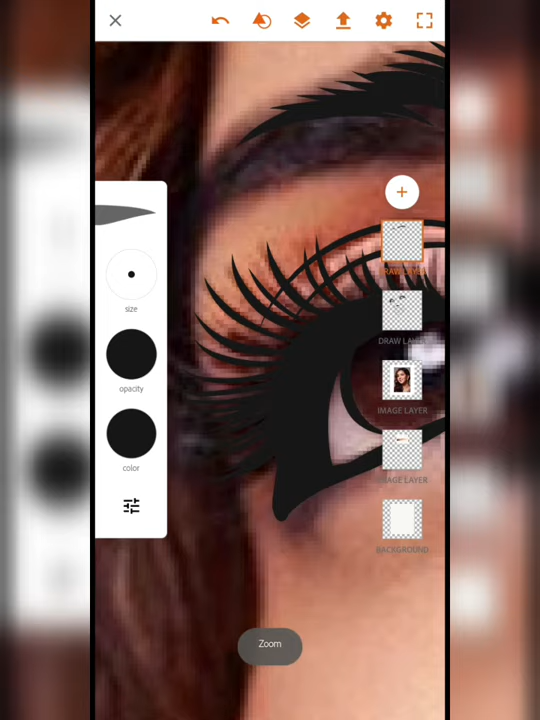 size
opacity
color
DRAW LAYER
DRAW LAYER
IMAGE LAYER
IMAGE LAYER
BACKGROUND
Zoom